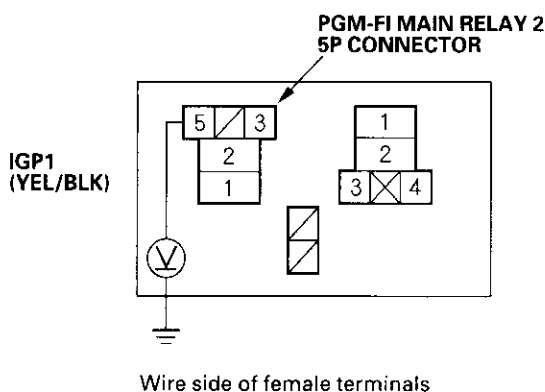 PGM-FI MAIN RELAY 2
5P CONNECTOR
IGP1
(YEL/BLK)
5 3
2
1
1
2
3 4
V
Wire side of female terminals